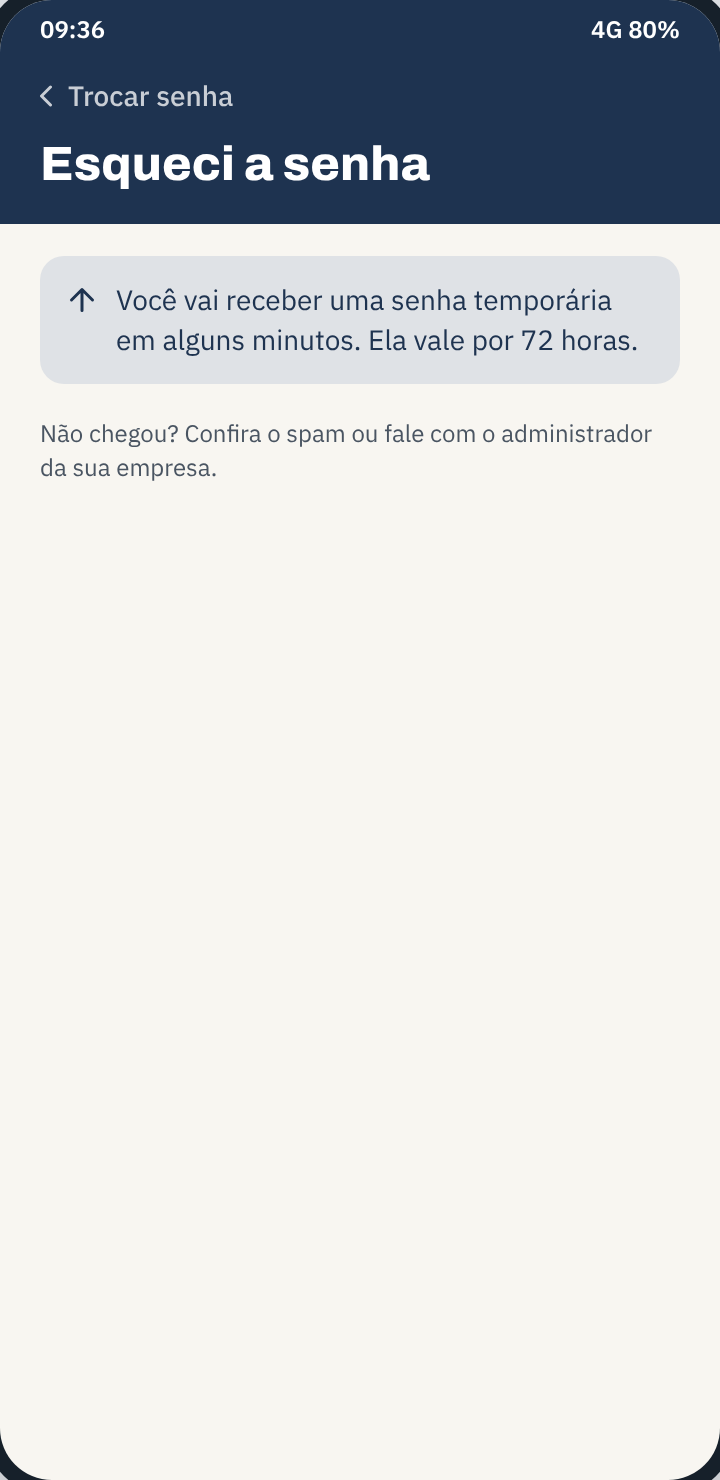 09:36
4G 80%
Trocar senha
Esqueci a senha
Você vai receber uma senha temporária
em alguns minutos. Ela vale por 72 horas.
Não chegou? Confira o spam ou fale com o administrador
da sua empresa.